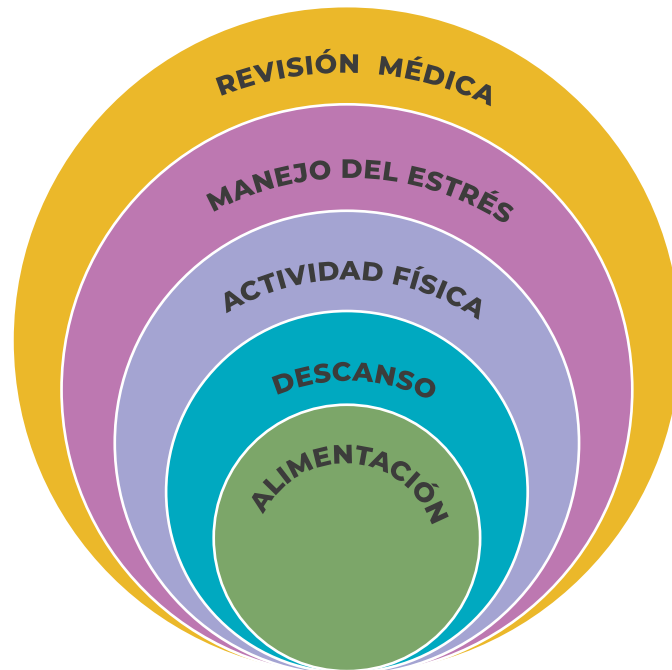 REVISIÓN MÉDICA
MANEJO DEL ESTRÉS
ACTIVIDAD FÍSICA
DESCANSO
ALIMENTACIÓN